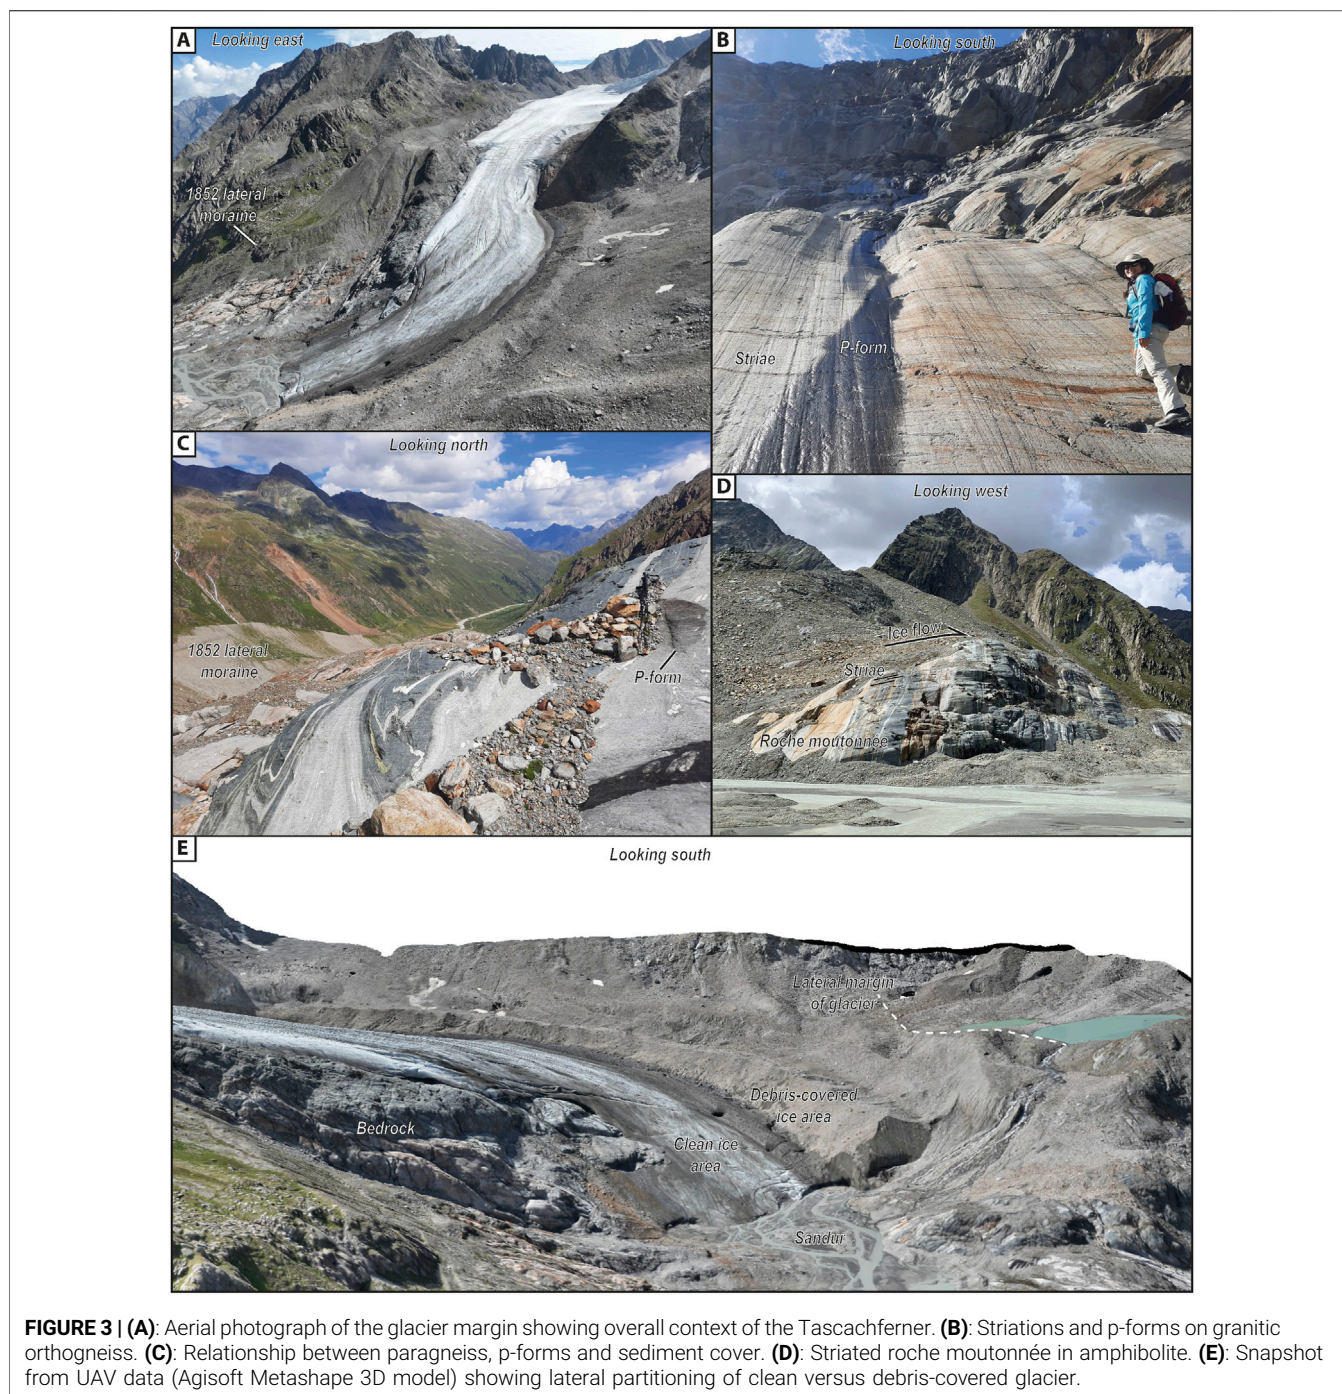 A
Looking east
1852 lateral
moraine
B
Looking south
Striae
P-form
C
Looking north
1852 lateral
moraine
P-form
D
Looking west
Ice flow
Striae
Roche moutonnée
E
Looking south
Lateral margin
of glacier
Debris-covered
ice area
Bedrock
Clean ice
area
Sandur
FIGURE 3 | (A): Aerial photograph of the glacier margin showing overall context of the Tascachferner. (B): Striations and p-forms on granitic
orthogneiss. (C): Relationship between paragneiss, p-forms and sediment cover. (D): Striated roche moutonnée in amphibolite. (E): Snapshot
from UAV data (Agisoft Metashape 3D model) showing lateral partitioning of clean versus debris-covered glacier.